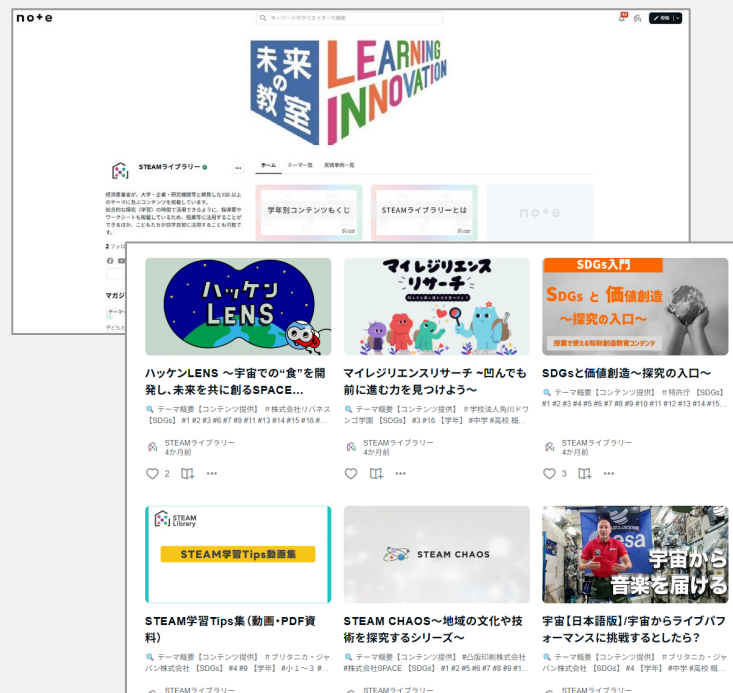 note
キーワードやクリエイターで検索
投稿
未来の教室
LEARNING
INNOVATION
STEAMライブラリー
ホーム テーマ一覧 実践事例一覧
経済産業省が、大学・企業・研究機関等と開発した100 以上
のテーマに及ぶコンテンツを掲載しています。
総合的な探究（学習）の時間で活用できるように、指導案や
ワークシートも掲載しているため、授業等に活用することが
できるほか、こどもたちが自学自習に活用することも可能で
す。
学年別コンテンツもくじ
STEAMライブラリーとは
note
2 フォロ
マガジ
テーマ
子どもた
ハッケン
LENS
マイレジリエンス
リサーチ
凹んでも前に進む力を見つけよう
SDGs入門
SDGs と 価値創造
～探究の入口～
授業で使える知財創造教育コンテンツ
ハッケンLENS ～宇宙での“食”を開
発し、未来を共に創るSPACE...
🔍 テーマ概要【コンテンツ提供】 #株式会社リバネス
【SDGs】 #1 #2 #3 #6 #7 #9 #11 #13 #14 #15 #16 #...
STEAMライブラリー
4か月前
2
マイレジリエンスリサーチ ~凹んでも
前に進む力を見つけよう～
🔍 テーマ概要【コンテンツ提供】 #学校法人角川ドワ
ンゴ学園 【SDGs】 #3 #16 【学年】 #中学 #高校 概...
STEAMライブラリー
4か月前
SDGsと価値創造～探究の入口～
🔍 テーマ概要【コンテンツ提供】 #特許庁 【SDGs】
#1 #2 #3 #4 #5 #6 #7 #8 #9 #10 #11 #12 #13 #14 #15...
STEAMライブラリー
4か月前
3
STEAM
Library
STEAM学習Tips動画集
STEAM CHAOS
esa
宇宙から
音楽を届ける
STEAM学習Tips集（動画・PDF資
料）
🔍 テーマ概要【コンテンツ提供】 #ブリタニカ・ジャ
パン株式会社 【SDGs】 #4 #9 【学年】 #小１～３ #...
STEAMライブラリー
STEAM CHAOS～地域の文化や技
術を探究するシリーズ～
🔍 テーマ概要【コンテンツ提供】 #凸版印刷株式会社
#株式会社SPACE 【SDGs】 #1 #2 #5 #6 #7 #8 #9 #1...
STEAMライブラリー
宇宙【日本語版】/宇宙からライブパフ
ォーマンスに挑戦するとしたら？
🔍 テーマ概要【コンテンツ提供】 #ブリタニカ・ジャ
パン株式会社 【SDGs】 #4 【学年】 #中学 #高校 概...
STEAMライブラリー